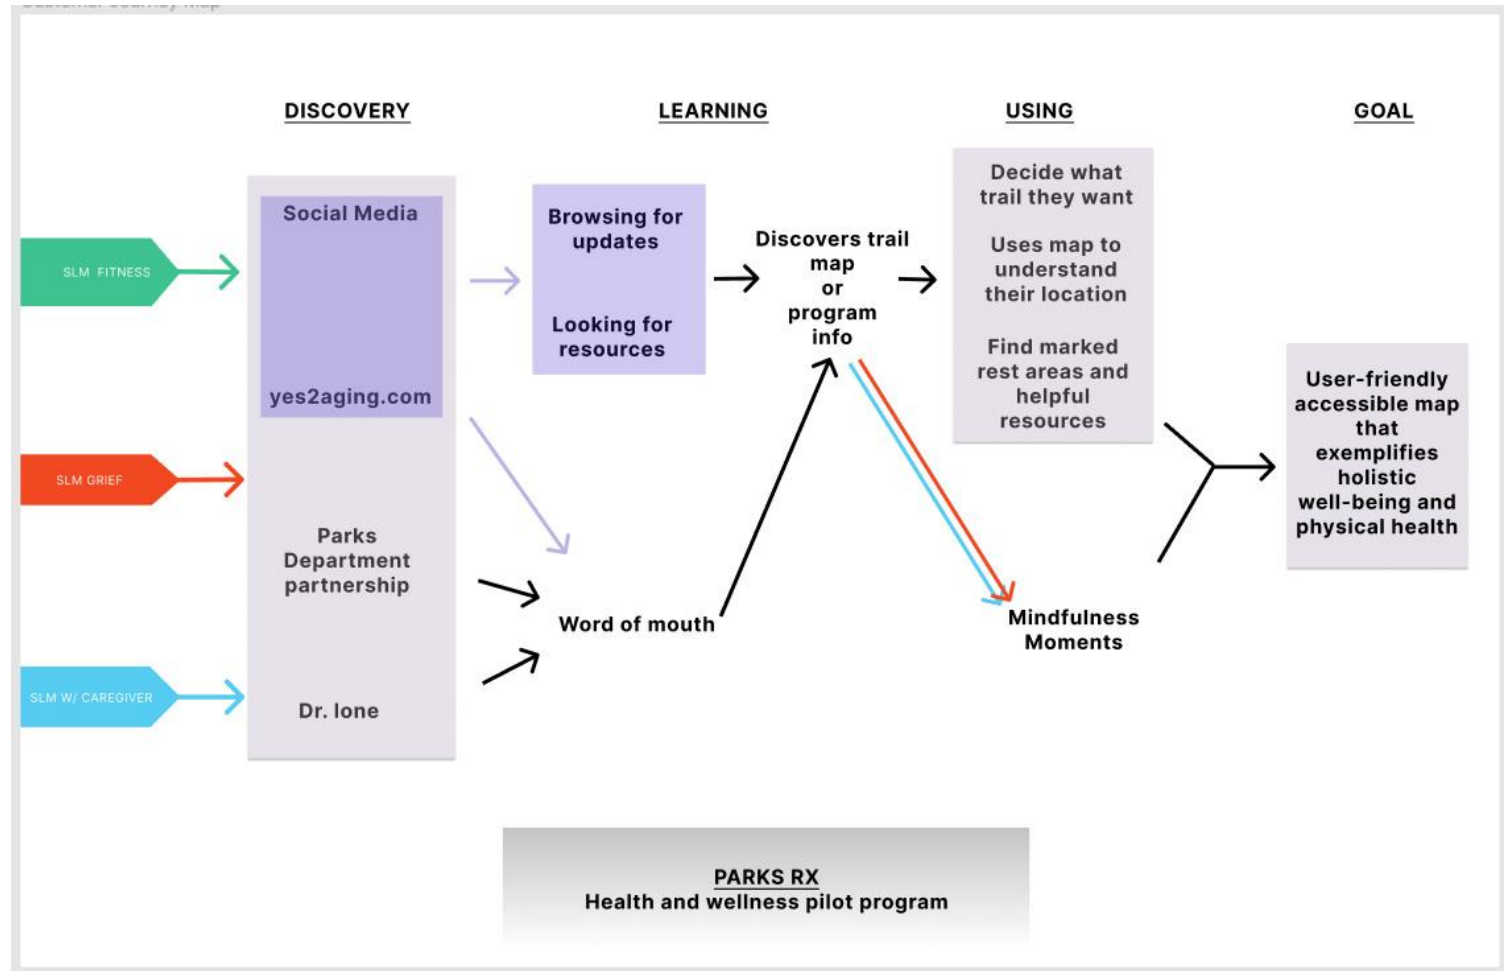 Customer Journey Map
DISCOVERY
LEARNING
USING
GOAL
SLM FITNESS
SLM GRIEF
SLM W/ CAREGIVER
Social Media
yes2aging.com
Parks
Department
partnership
Dr. Ione
Browsing for
updates
Looking for
resources
Word of mouth
Discovers trail
map
or
program
info
Decide what
trail they want
Uses map to
understand
their location
Find marked
rest areas and
helpful
resources
Mindfulness
Moments
User-friendly
accessible map
that
exemplifies
holistic
well-being and
physical health
PARKS RX
Health and wellness pilot program